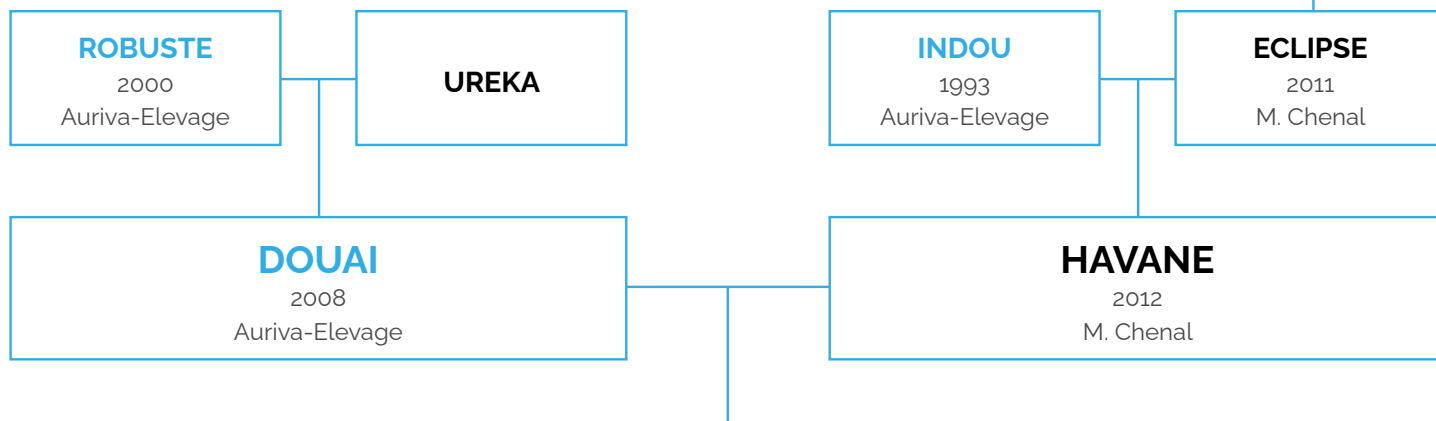 ROBUSTE
2000
Auriva-Elevage
UREKA
INDOU
1993
Auriva-Elevage
ECLIPSE
2011
M. Chenal
DOUAI
2008
Auriva-Elevage
HAVANE
2012
M. Chenal